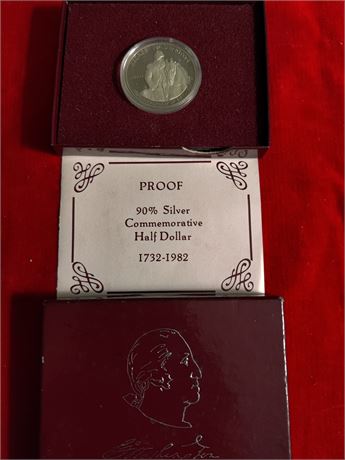 PROOF
90% Silver
Commemorative
Half Dollar
1732-1982